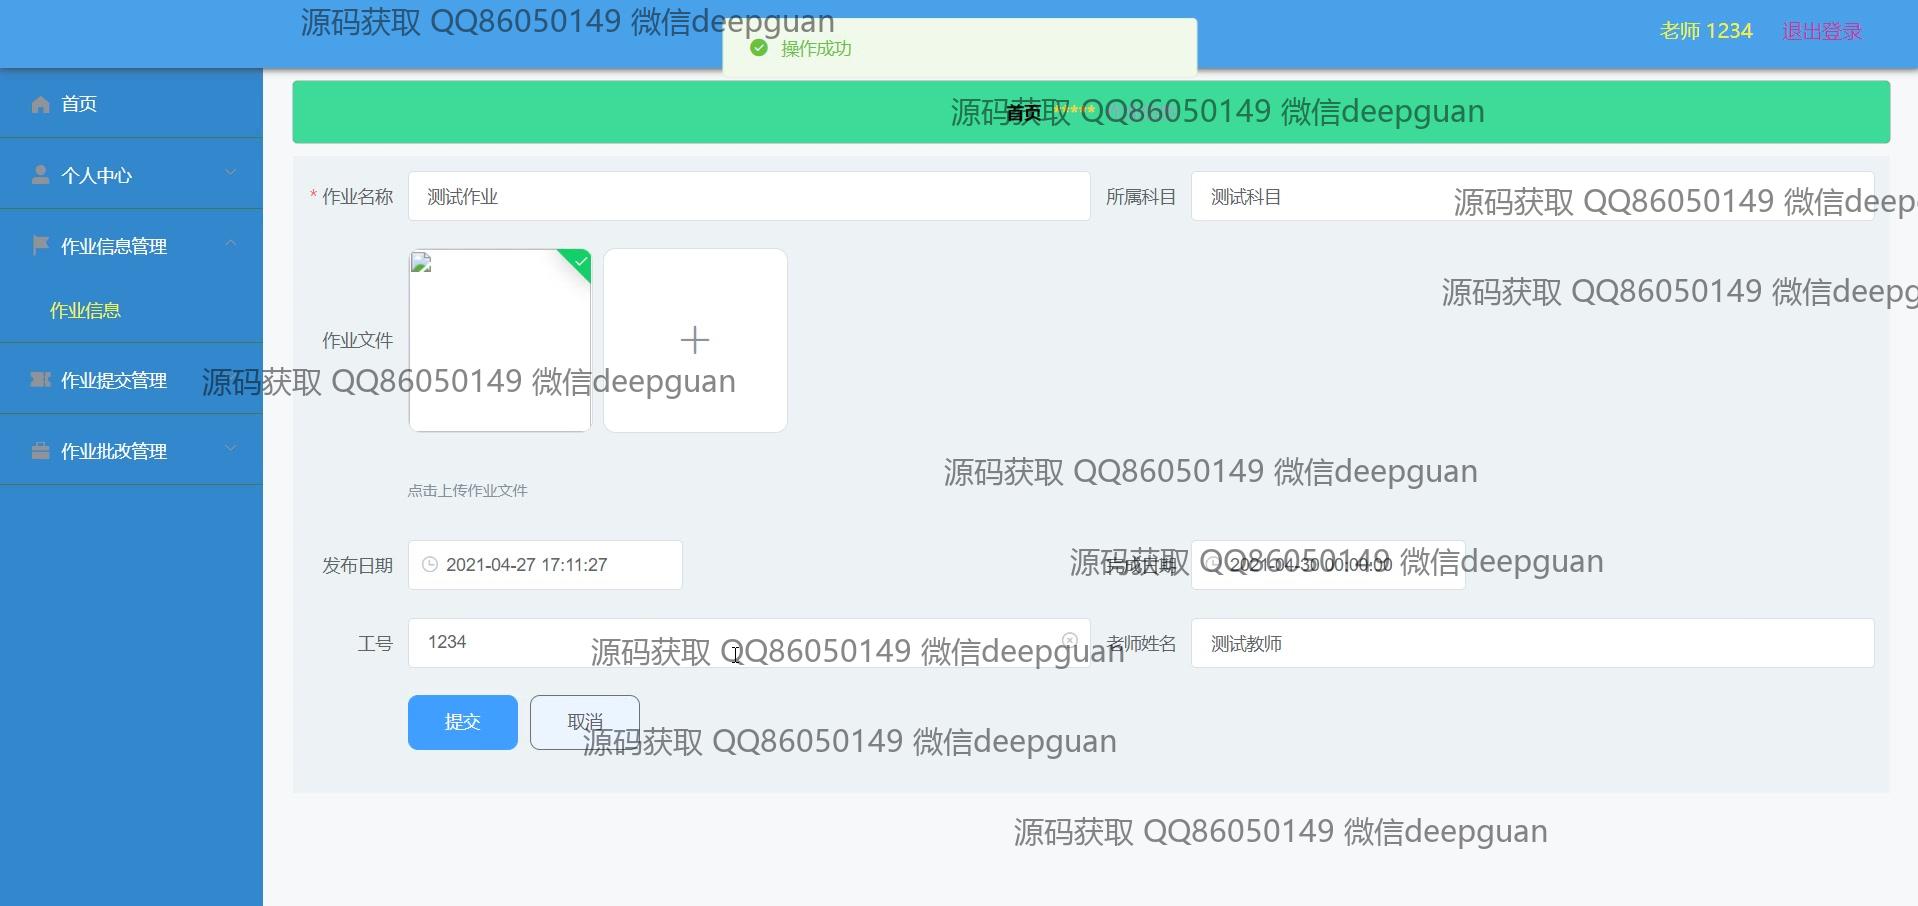 源码获取 QQ86050149 微信deepguan
操作成功
老师 1234
退出登录
首页
个人中心
作业信息管理
作业信息
作业提交管理
作业批改管理
首页
*****
源码获取 QQ86050149 微信deepguan
* 作业名称
测试作业
所属科目
测试科目
源码获取 QQ86050149 微信deep
源码获取 QQ86050149 微信deepg
作业文件
源码获取 QQ86050149 微信deepguan
源码获取 QQ86050149 微信deepguan
点击上传作业文件
发布日期
2021-04-27 17:11:27
完成日期
2021-04-30 00:00:00
源码获取 QQ86050149 微信deepguan
工号
1234
源码获取 QQ86050149 微信deepguan
老师姓名
测试教师
提交
取消
源码获取 QQ86050149 微信deepguan
源码获取 QQ86050149 微信deepguan